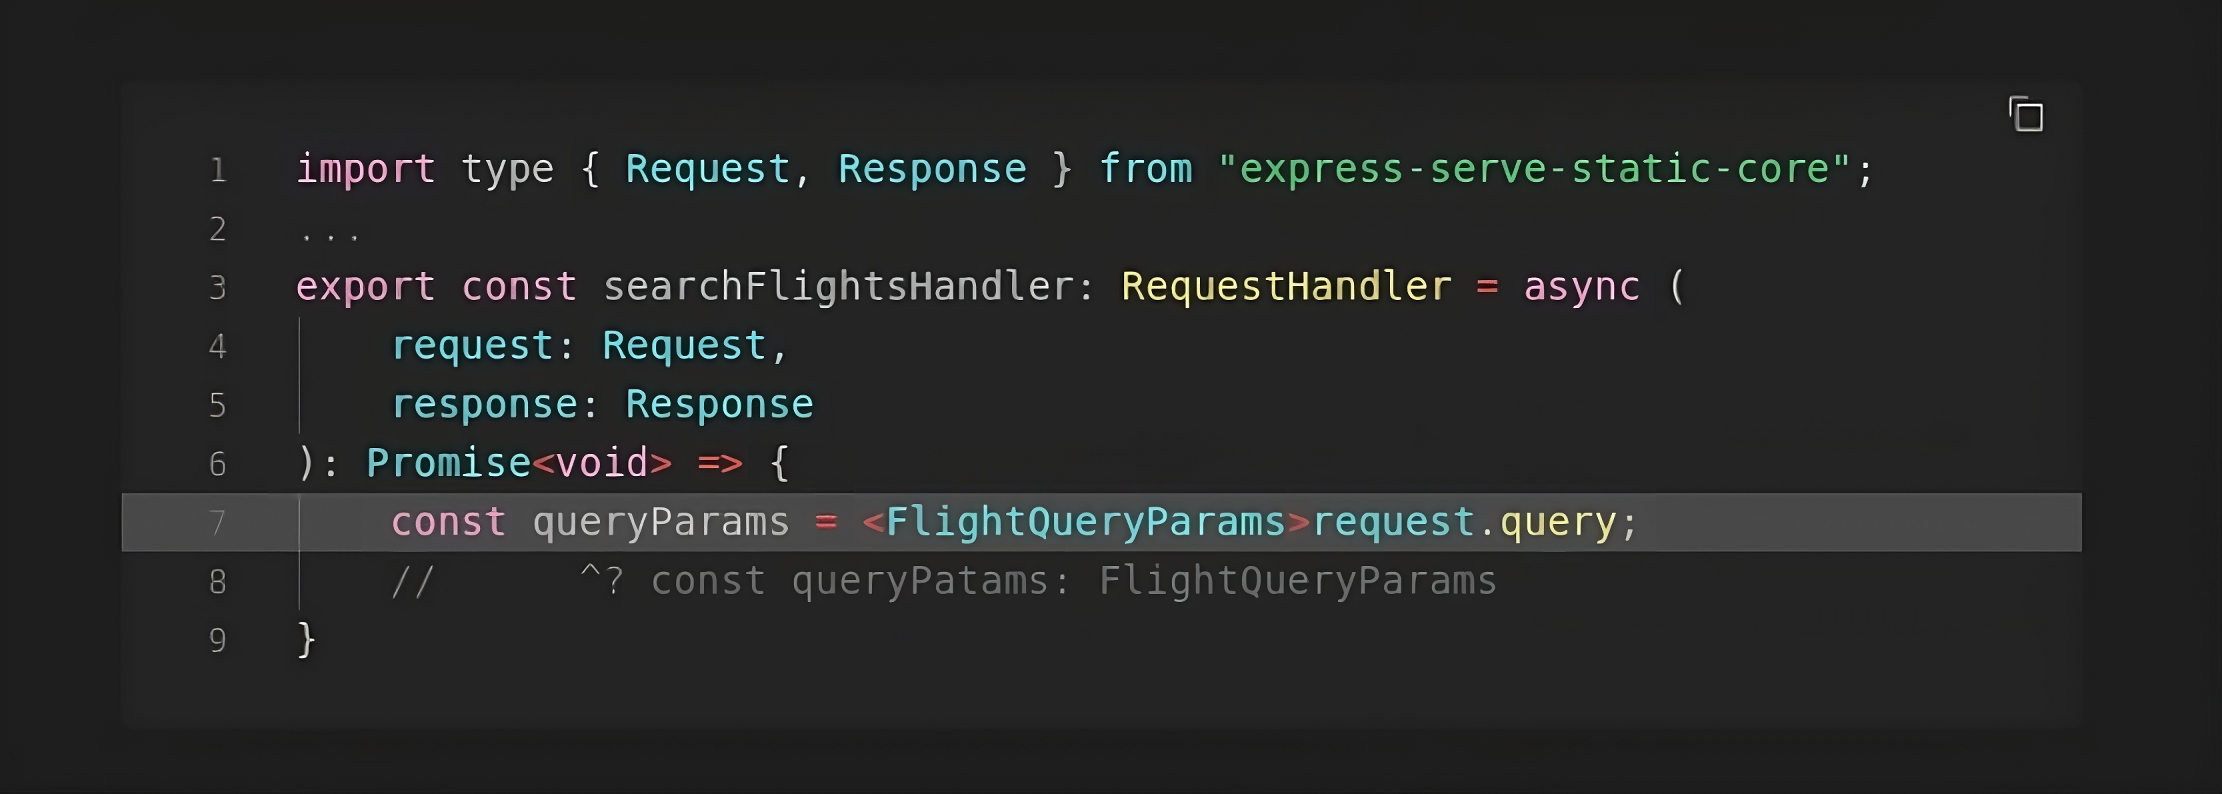 1 import type { Request, Response } from "express-serve-static-core";
2 ...
3 export const searchFlightsHandler: RequestHandler = async (
4     request: Request,
5     response: Response
6 ): Promise<void> => {
7     const queryParams = <FlightQueryParams>request.query;
8     //      ^? const queryPatams: FlightQueryParams
9 }